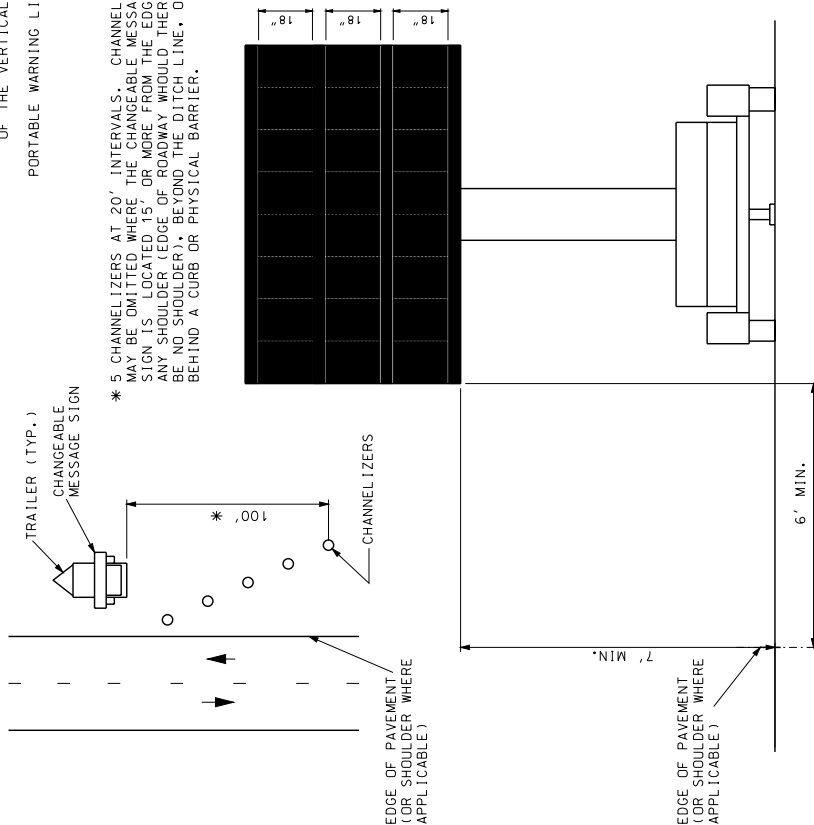 OF THE VERTICAL
PORTABLE WARNING
* 5 CHANNELIZERS AT 20' INTERVALS. CHANNEL
MAY BE OMITTED WHERE THE CHANGEABLE MESSA
SIGN IS LOCATED 15' OR MORE FROM THE EDG
ANY SHOULDER (EDGE OF ROADWAY WHOULD THER
BE NO SHOULDER), BEYOND THE DITCH LINE, O
BEHIND A CURB OR PHYSICAL BARRIER.
TRAILER (TYP.)
CHANGEABLE
MESSAGE SIGN
100' *
CHANNELIZERS
EDGE OF PAVEMENT
(OR SHOULDER WHERE
APPLICABLE)
18"
18"
18"
7' MIN.
6' MIN.
EDGE OF PAVEMENT
(OR SHOULDER WHERE
APPLICABLE)